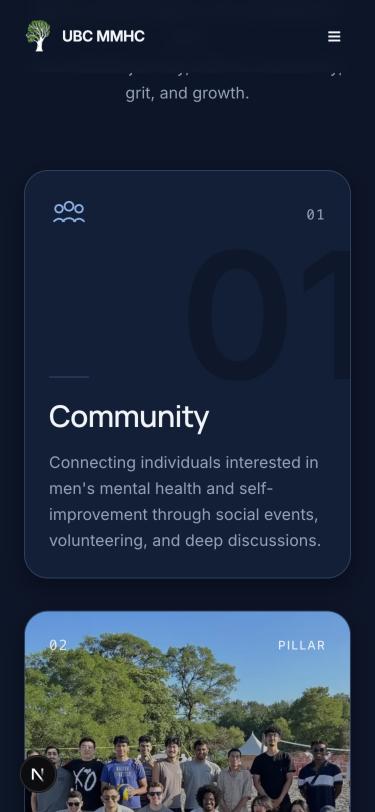 UBC MMHC
grit, and growth.
01
01
Community
Connecting individuals interested in
men's mental health and self-
improvement through social events,
volunteering, and deep discussions.
02
PILLAR
XO
N